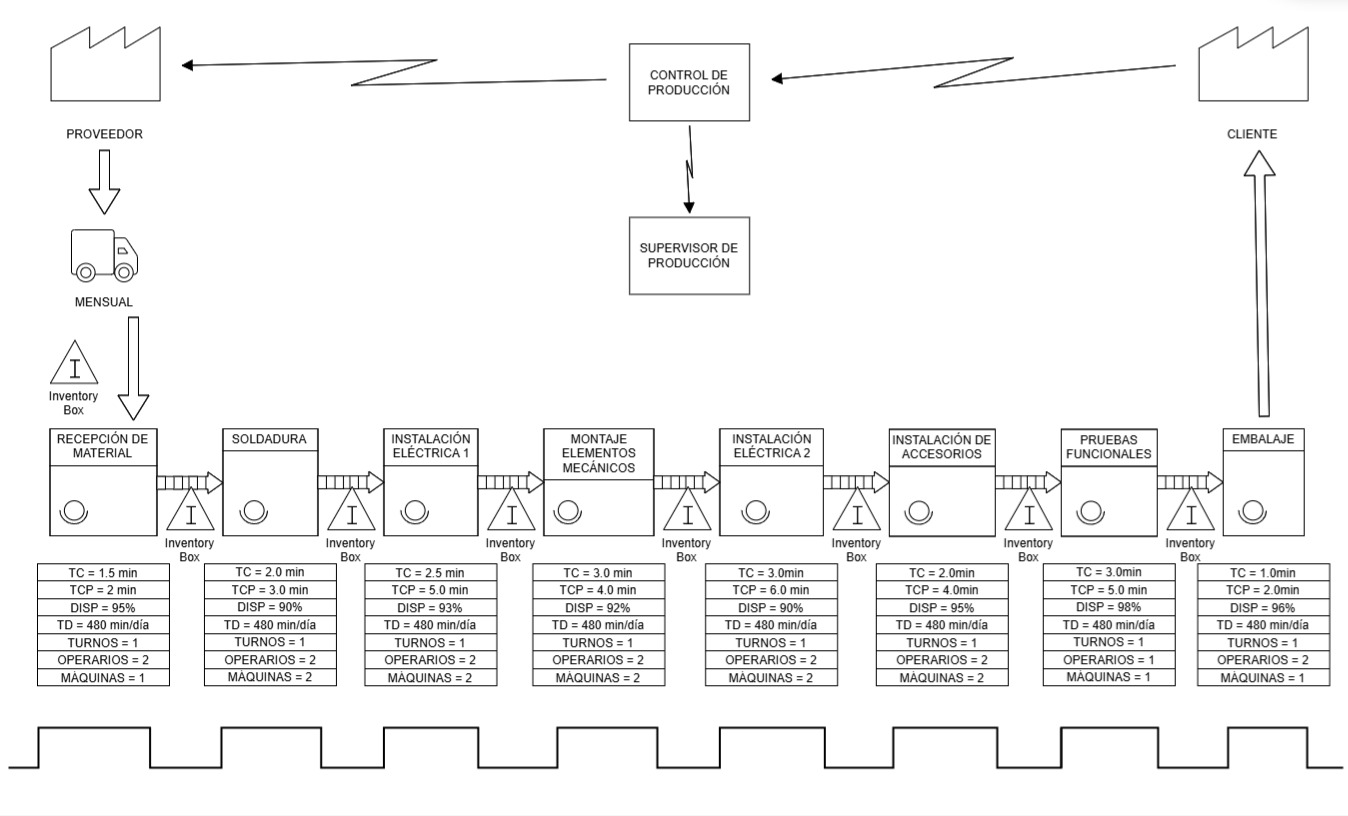 CONTROL DE
PRODUCCIÓN
PROVEEDOR
CLIENTE
SUPERVISOR DE
PRODUCCIÓN
MENSUAL
I
Inventory
Box
RECEPCIÓN DE
MATERIAL
SOLDADURA
INSTALACIÓN
ELÉCTRICA 1
MONTAJE
ELEMENTOS
MECÁNICOS
INSTALACIÓN
ELÉCTRICA 2
INSTALACIÓN DE
ACCESORIOS
PRUEBAS
FUNCIONALES
EMBALAJE
I
Inventory
Box
I
Inventory
Box
I
Inventory
Box
I
Inventory
Box
I
Inventory
Box
I
Inventory
Box
I
Inventory
Box
TC = 1.5 min
TCP = 2 min
DISP = 95%
TD = 480 min/día
TURNOS = 1
OPERARIOS = 2
MÁQUINAS = 1
TC = 2.0 min
TCP = 3.0 min
DISP = 90%
TD = 480 min/día
TURNOS = 1
OPERARIOS = 2
MÁQUINAS = 2
TC = 2.5 min
TCP = 5.0 min
DISP = 93%
TD = 480 min/día
TURNOS = 1
OPERARIOS = 2
MÁQUINAS = 2
TC = 3.0 min
TCP = 4.0 min
DISP = 92%
TD = 480 min/día
TURNOS = 1
OPERARIOS = 2
MÁQUINAS = 2
TC = 3.0min
TCP = 6.0 min
DISP = 90%
TD = 480 min/día
TURNOS = 1
OPERARIOS = 2
MÁQUINAS = 2
TC = 2.0min
TCP = 4.0min
DISP = 95%
TD = 480 min/día
TURNOS = 1
OPERARIOS = 2
MÁQUINAS = 2
TC = 3.0min
TCP = 5.0 min
DISP = 98%
TD = 480 min/día
TURNOS = 1
OPERARIOS = 1
MÁQUINAS = 1
TC = 1.0min
TCP = 2.0min
DISP = 96%
TD = 480 min/día
TURNOS = 1
OPERARIOS = 2
MÁQUINAS = 1